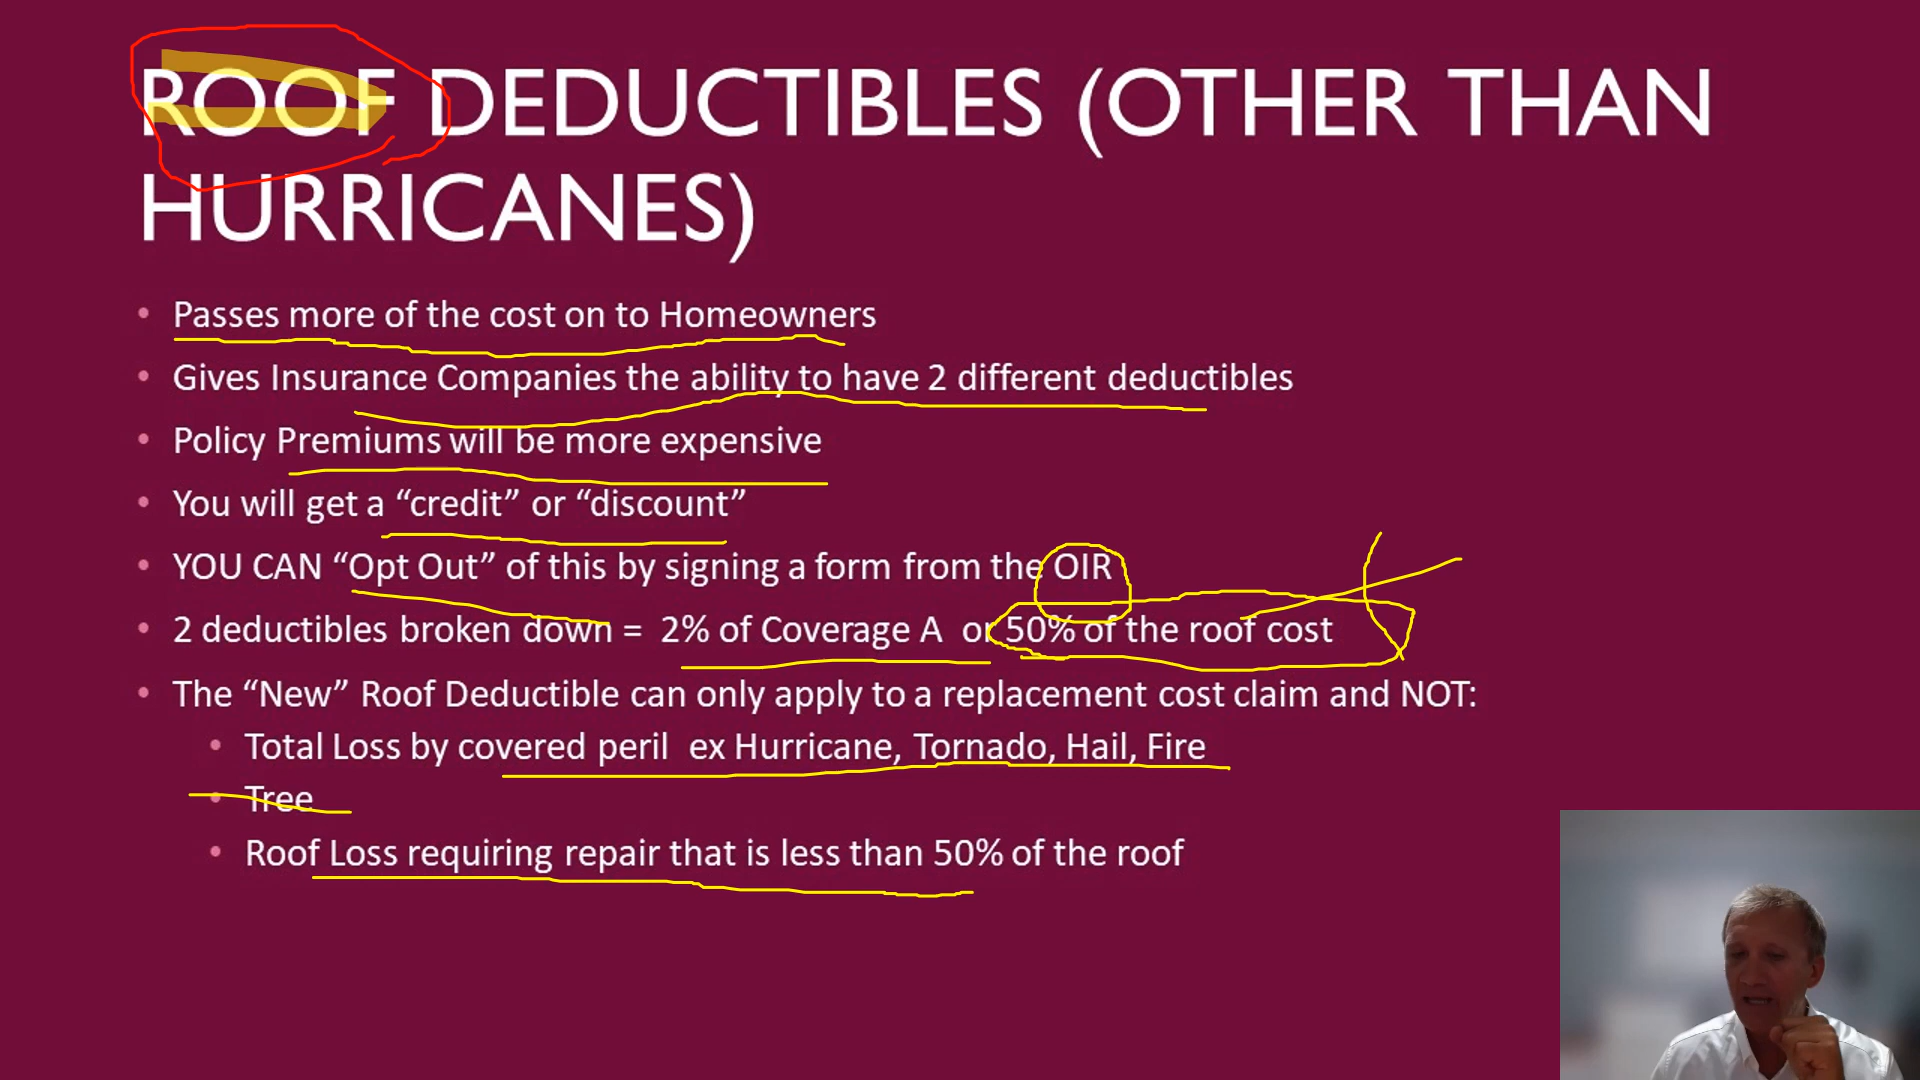 ROOF DEDUCTIBLES (OTHER THAN
HURRICANES)
• Passes more of the cost on to Homeowners
• Gives Insurance Companies the ability to have 2 different deductibles
• Policy Premiums will be more expensive
• You will get a “credit” or “discount”
• YOU CAN “Opt Out” of this by signing a form from the OIR
• 2 deductibles broken down = 2% of Coverage A or 50% of the roof cost
• The “New” Roof Deductible can only apply to a replacement cost claim and NOT:
• Total Loss by covered peril ex Hurricane, Tornado, Hail, Fire
• Tree
• Roof Loss requiring repair that is less than 50% of the roof